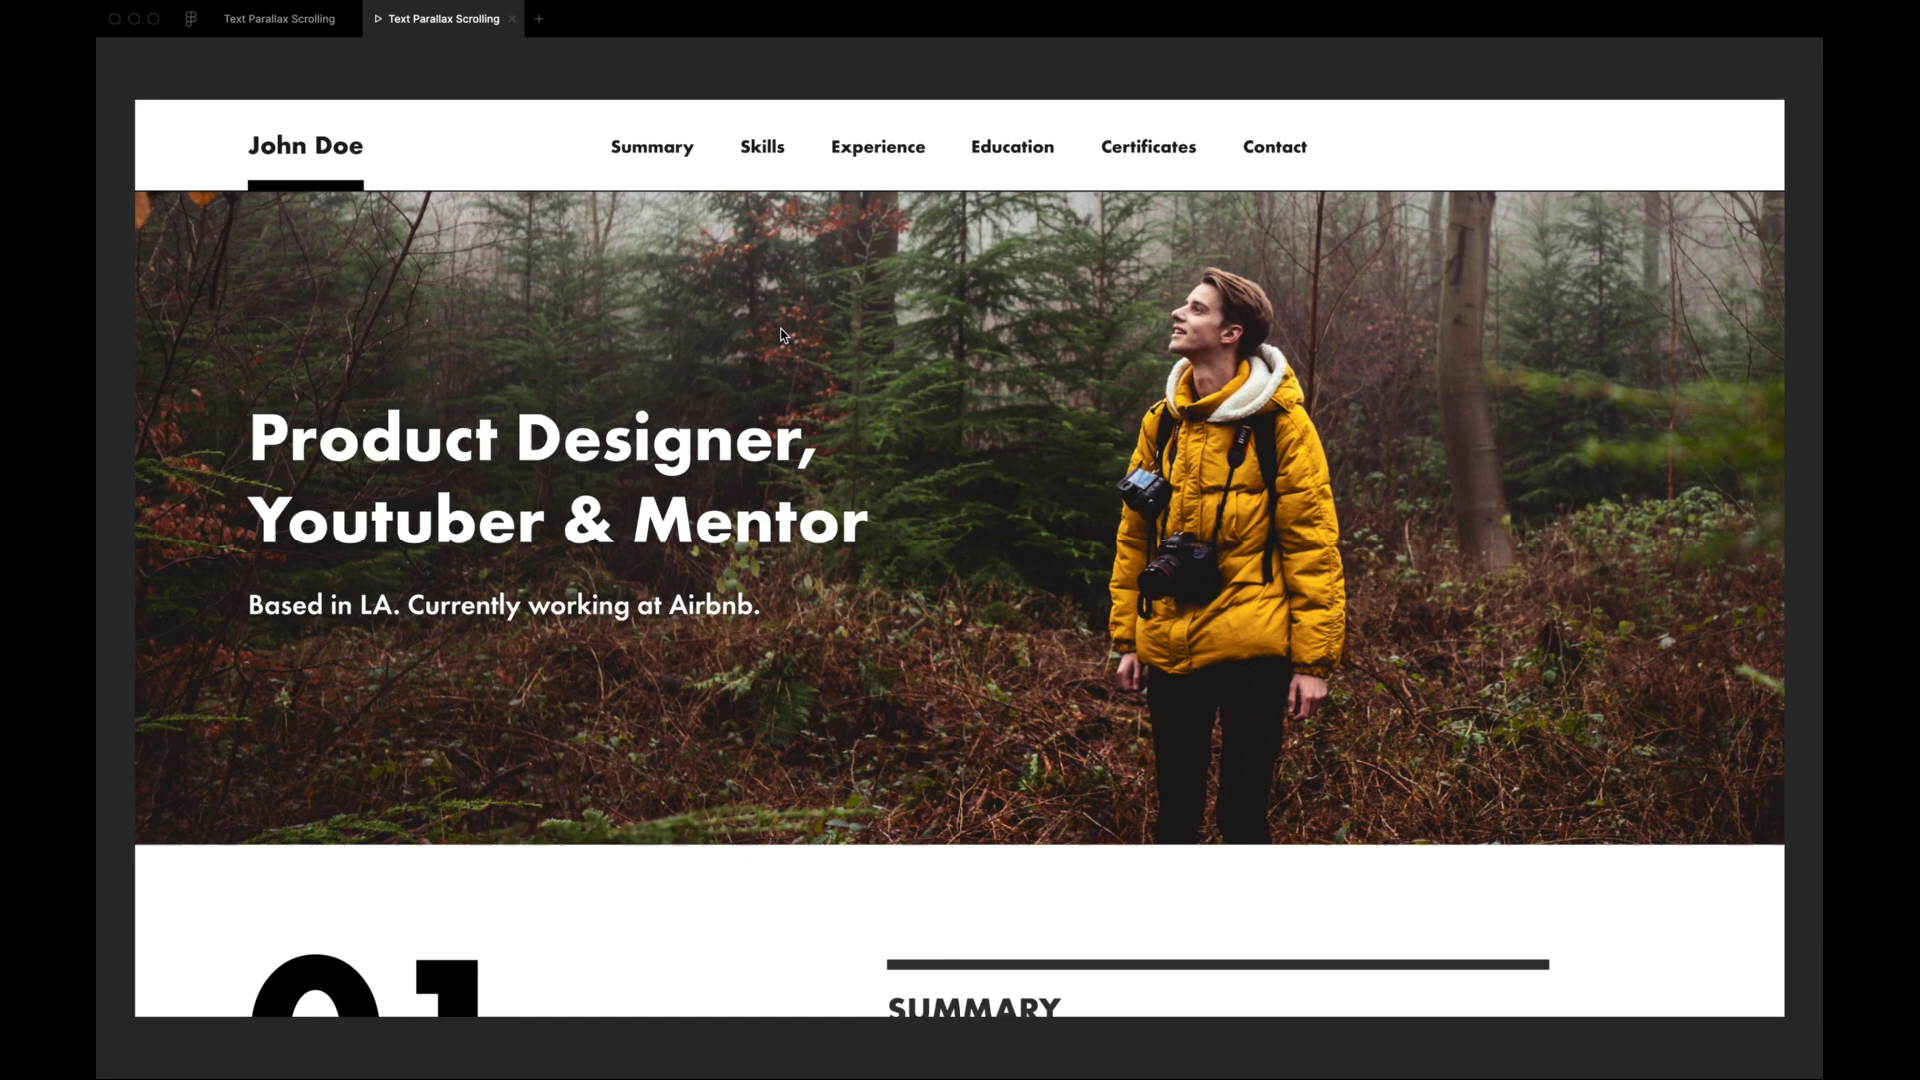 Text Parallax Scrolling
Text Parallax Scrolling
John Doe
Summary
Skills
Experience
Education
Certificates
Contact
Product Designer,
Youtuber & Mentor
Based in LA. Currently working at Airbnb.
01
SUMMARY